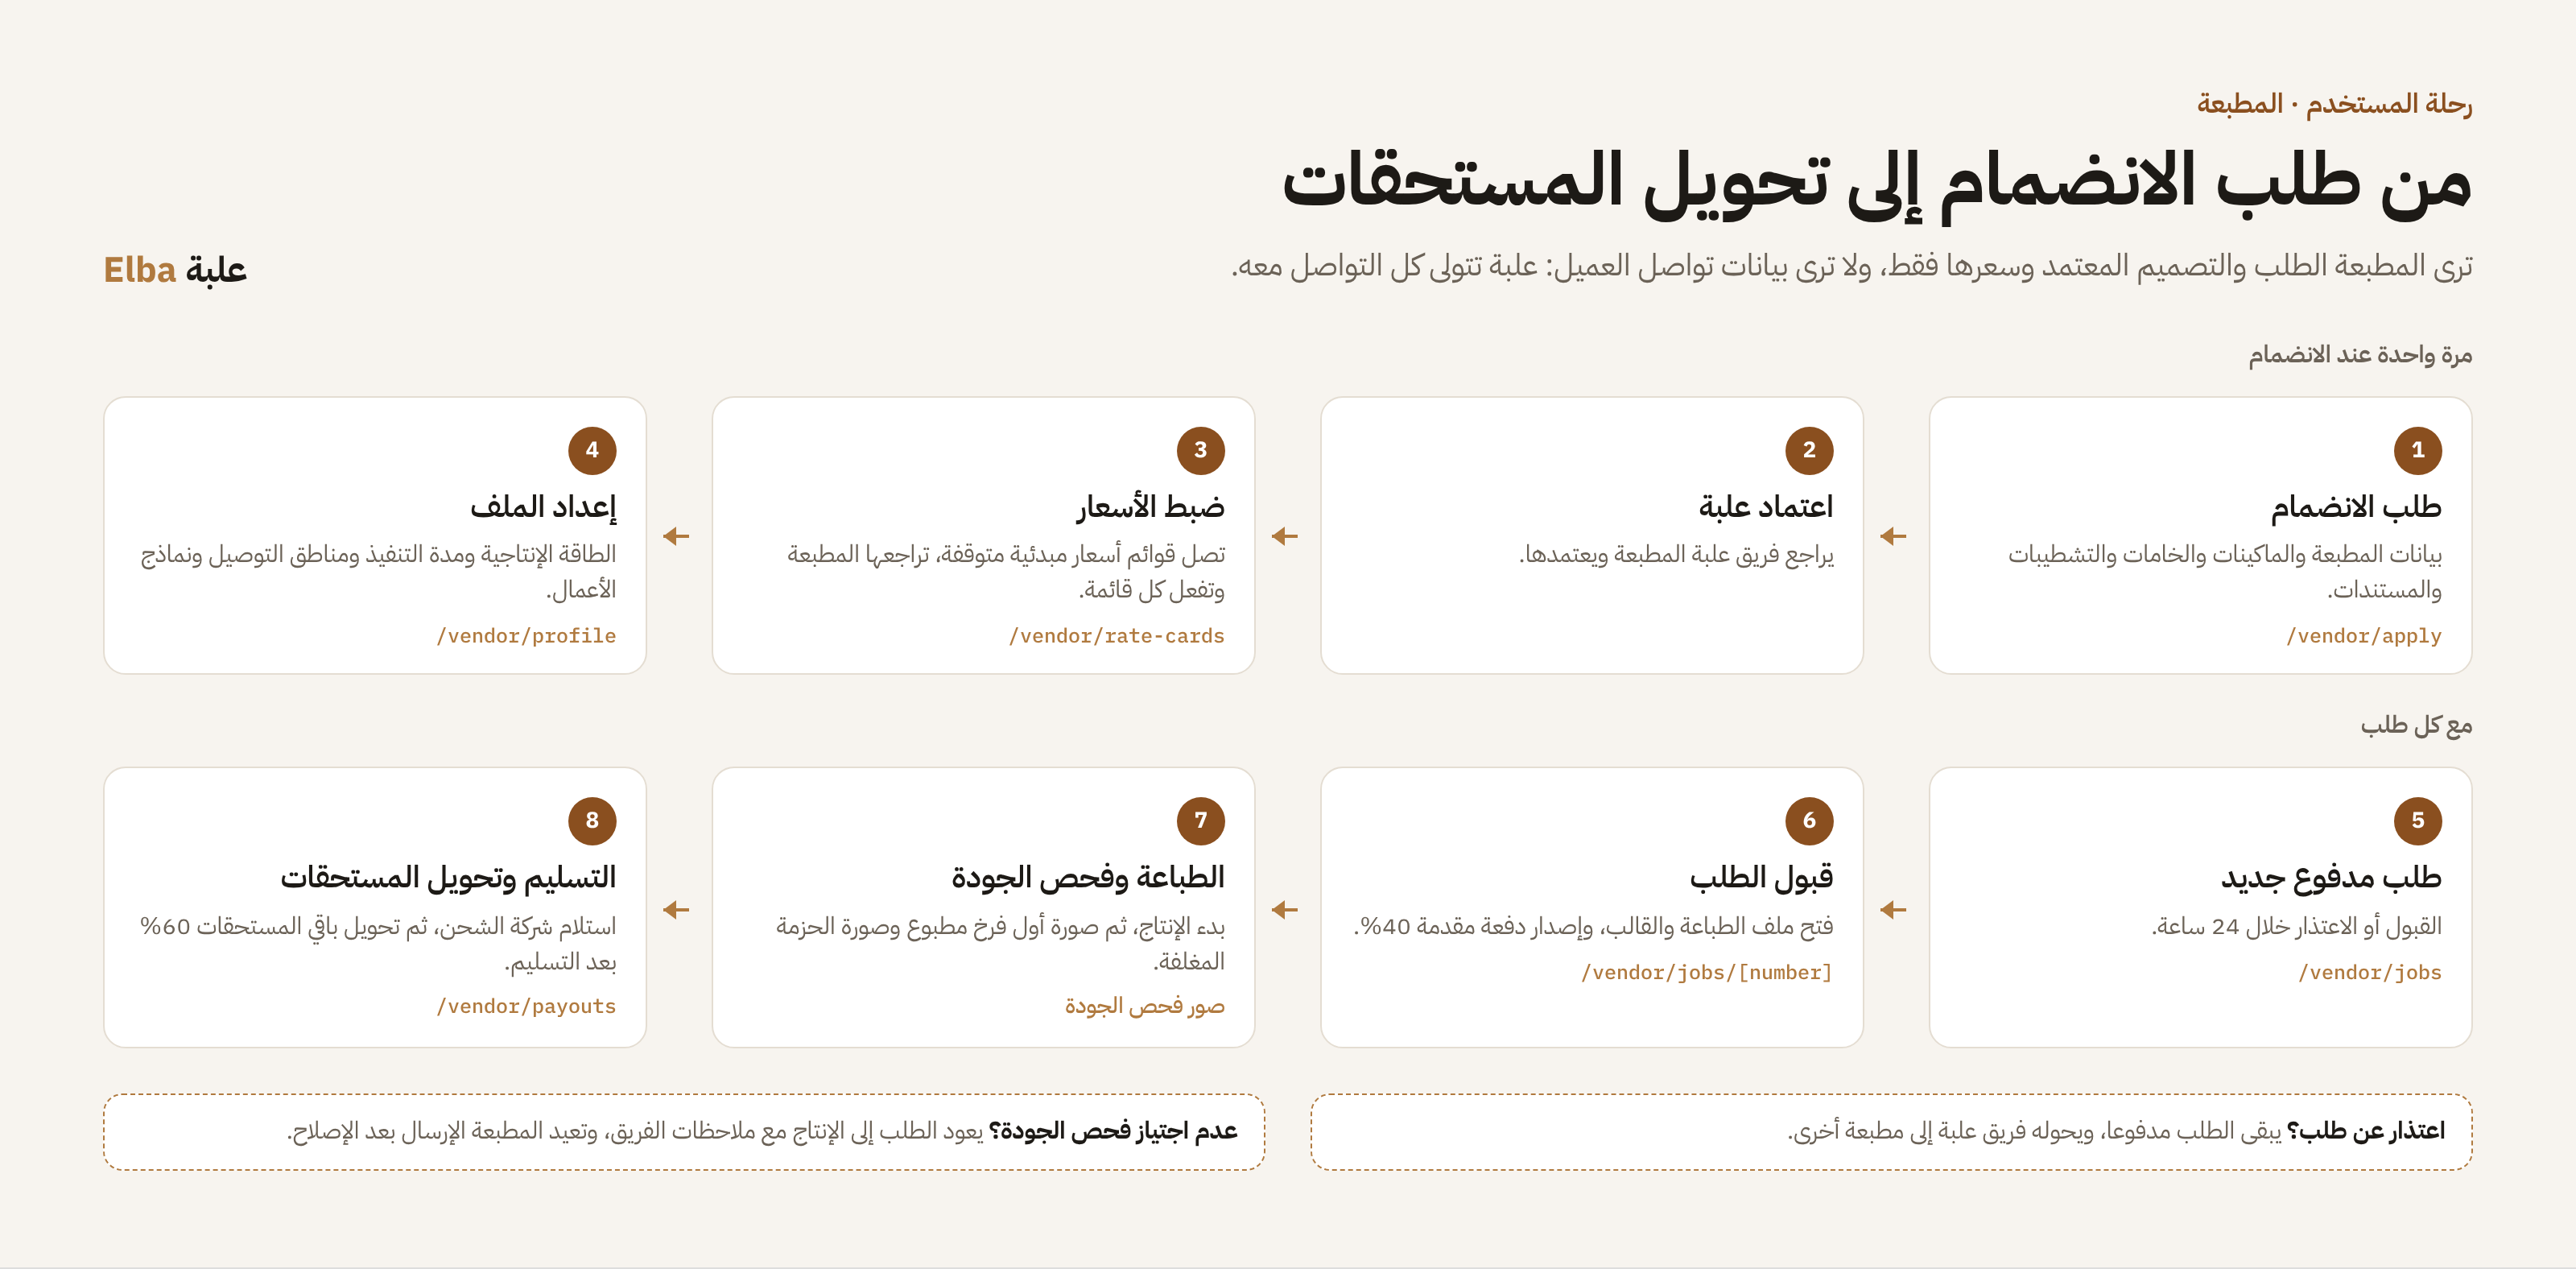 رحلة المستخدم · المطبعة
من طلب الانضمام إلى تحويل المستحقات
ترى المطبعة الطلب والتصميم المعتمد وسعرها فقط، ولا ترى بيانات تواصل العميل: علبة تتولى كل التواصل معه.
علبة Elba
مرة واحدة عند الانضمام
1
طلب الانضمام
بيانات المطبعة والماكينات والخامات والتشطيبات
والمستندات.
/vendor/apply
2
اعتماد علبة
يراجع فريق علبة المطبعة ويعتمدها.
3
ضبط الأسعار
تصل قوائم أسعار مبدئية متوقفة، تراجعها المطبعة
وتفعل كل قائمة.
/vendor/rate-cards
4
إعداد الملف
الطاقة الإنتاجية ومدة التنفيذ ومناطق التوصيل ونماذج
الأعمال.
/vendor/profile
مع كل طلب
5
طلب مدفوع جديد
القبول أو الاعتذار خلال 24 ساعة.
/vendor/jobs
6
قبول الطلب
فتح ملف الطباعة والقالب، وإصدار دفعة مقدمة 40%.
/vendor/jobs/[number]
7
الطباعة وفحص الجودة
بدء الإنتاج، ثم صورة أول فرخ مطبوع وصورة الحزمة
المغلفة.
صور فحص الجودة
8
التسليم وتحويل المستحقات
استلام شركة الشحن، ثم تحويل باقي المستحقات 60%
بعد التسليم.
/vendor/payouts
اعتذار عن طلب؟ يبقى الطلب مدفوعا، ويحوله فريق علبة إلى مطبعة أخرى.
عدم اجتياز فحص الجودة؟ يعود الطلب إلى الإنتاج مع ملاحظات الفريق، وتعيد المطبعة الإرسال بعد الإصلاح.